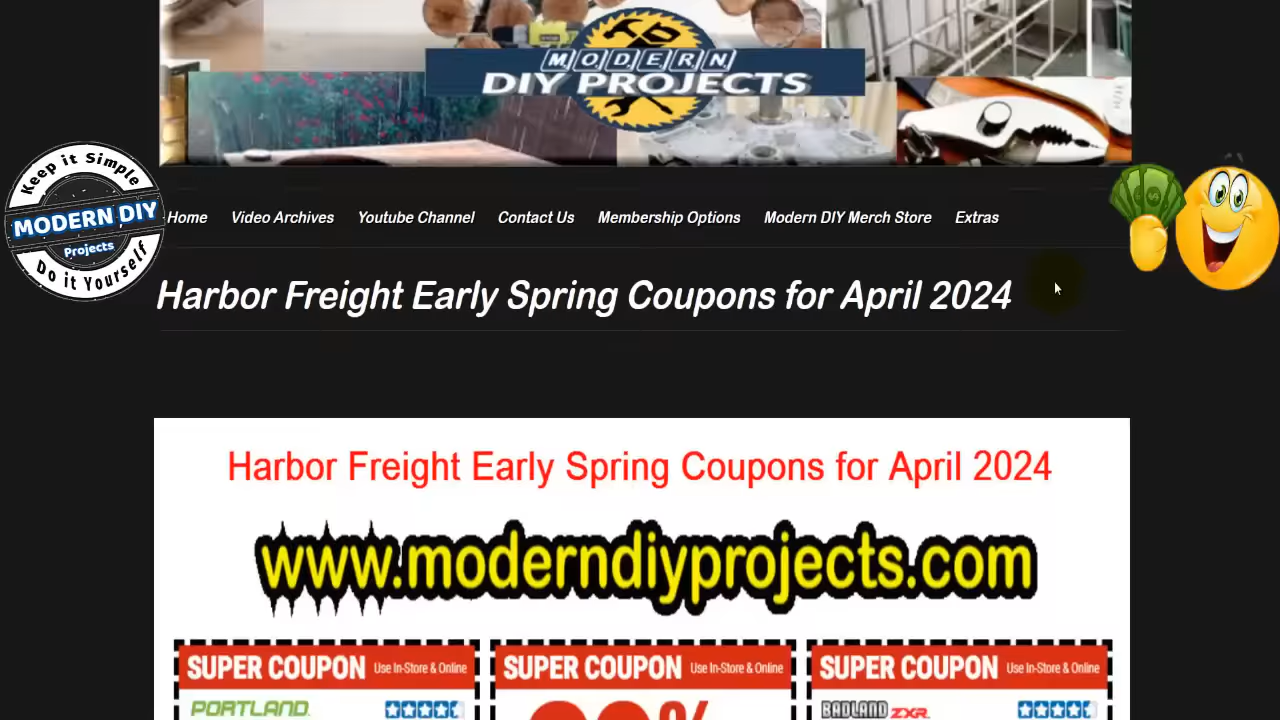 MODERN
DIY PROJECTS
Keep it Simple
MODERN DIY
Projects
Do it Yourself
Home Video Archives Youtube Channel Contact Us Membership Options Modern DIY Merch Store Extras
Harbor Freight Early Spring Coupons for April 2024
Harbor Freight Early Spring Coupons for April 2024
www.moderndiyprojects.com
SUPER COUPON Use In-Store & Online
SUPER COUPON Use In-Store & Online
SUPER COUPON Use In-Store & Online
PORTLAND
%
BADLAND ZXR